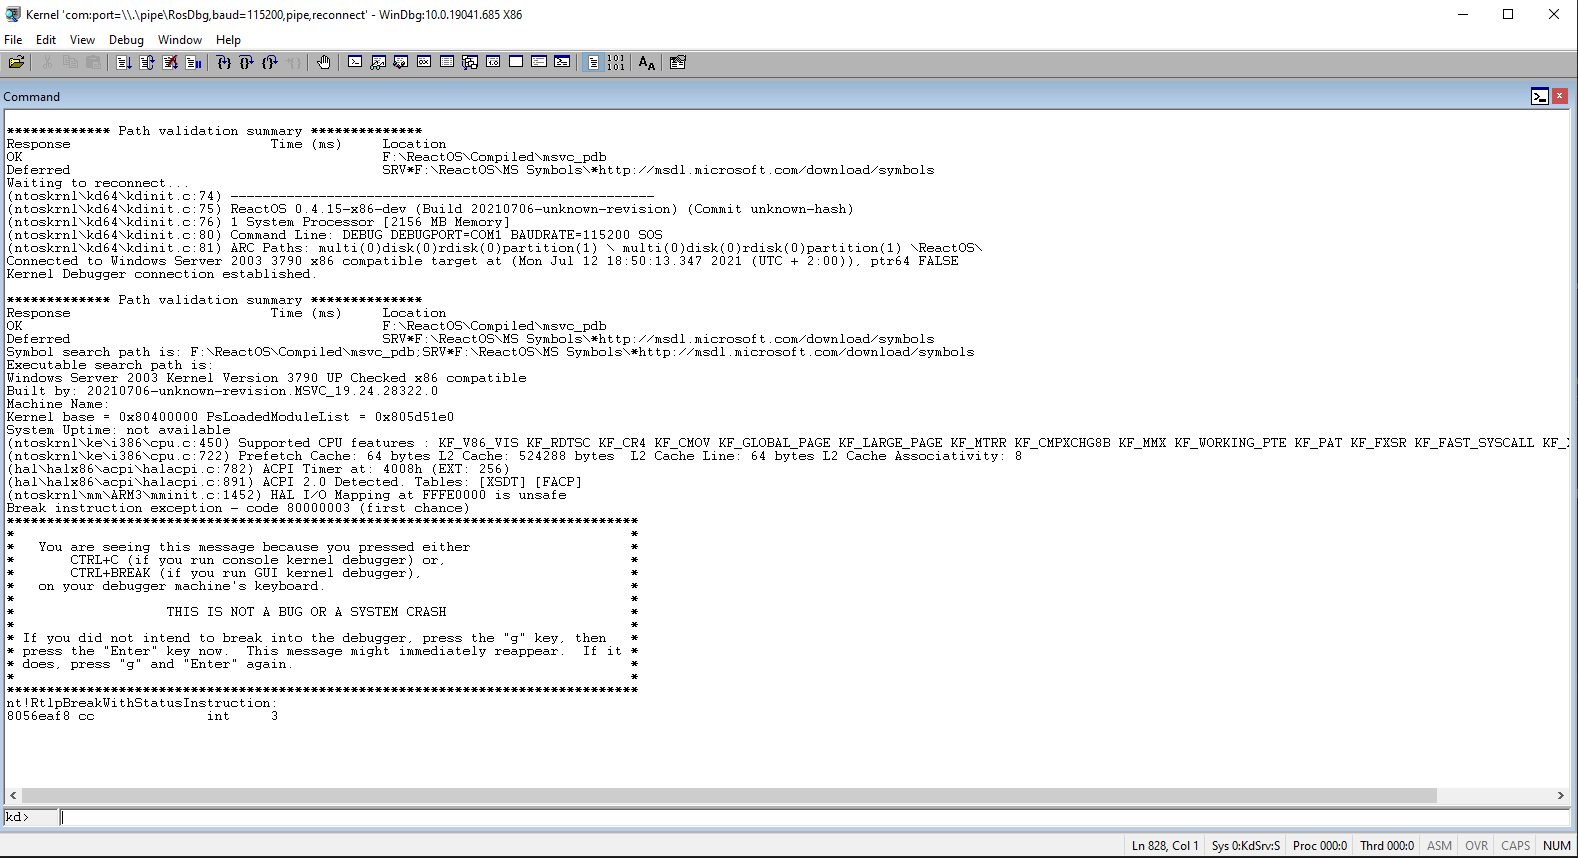 Kernel 'com:port=\\.\pipe\RosDbg,baud=115200,pipe,reconnect' - WinDbg:10.0.19041.685 X86
File Edit View Debug Window Help
Command
************* Path validation summary **************
Response Time (ms) Location
OK F:\ReactOS\Compiled\msvc_pdb
Deferred SRV*F:\ReactOS\MS Symbols\*http://msdl.microsoft.com/download/symbols
Waiting to reconnect...
(ntoskrnl\kd64\kdinit.c:74) -----------------------------------------------------
(ntoskrnl\kd64\kdinit.c:75) ReactOS 0.4.15-x86-dev (Build 20210706-unknown-revision) (Commit unknown-hash)
(ntoskrnl\kd64\kdinit.c:76) 1 System Processor [2156 MB Memory]
(ntoskrnl\kd64\kdinit.c:80) Command Line: DEBUG DEBUGPORT=COM1 BAUDRATE=115200 SOS
(ntoskrnl\kd64\kdinit.c:81) ARC Paths: multi(0)disk(0)rdisk(0)partition(1) \ multi(0)disk(0)rdisk(0)partition(1) \ReactOS\
Connected to Windows Server 2003 3790 x86 compatible target at (Mon Jul 12 18:50:13.347 2021 (UTC + 2:00)), ptr64 FALSE
Kernel Debugger connection established.
************* Path validation summary **************
Response Time (ms) Location
OK F:\ReactOS\Compiled\msvc_pdb
Deferred SRV*F:\ReactOS\MS Symbols\*http://msdl.microsoft.com/download/symbols
Symbol search path is: F:\ReactOS\Compiled\msvc_pdb;SRV*F:\ReactOS\MS Symbols\*http://msdl.microsoft.com/download/symbols
Executable search path is:
Windows Server 2003 Kernel Version 3790 UP Checked x86 compatible
Built by: 20210706-unknown-revision.MSVC_19.24.28322.0
Machine Name:
Kernel base = 0x80400000 PsLoadedModuleList = 0x805d51e0
System Uptime: not available
(ntoskrnl\ke\i386\cpu.c:450) Supported CPU features : KF_V86_VIS KF_RDTSC KF_CR4 KF_CMOV KF_GLOBAL_PAGE KF_LARGE_PAGE KF_MTRR KF_CMPXCHG8B KF_MMX KF_WORKING_PTE KF_PAT KF_FXSR KF_FAST_SYSCALL
(ntoskrnl\ke\i386\cpu.c:722) Prefetch Cache: 64 bytes L2 Cache: 524288 bytes L2 Cache Line: 64 bytes L2 Cache Associativity: 8
(hal\halx86\acpi\halacpi.c:782) ACPI Timer at: 4008h (EXT: 256)
(hal\halx86\acpi\halacpi.c:891) ACPI 2.0 Detected. Tables: [XSDT] [FACP]
(ntoskrnl\mm\ARM3\mminit.c:1452) HAL I/O Mapping at FFFE0000 is unsafe
Break instruction exception - code 80000003 (first chance)
*******************************************************************************
* *
* You are seeing this message because you pressed either *
* CTRL+C (if you run console kernel debugger) or, *
* CTRL+BREAK (if you run GUI kernel debugger), *
* on your debugger machine's keyboard. *
* *
* THIS IS NOT A BUG OR A SYSTEM CRASH *
* *
* If you did not intend to break into the debugger, press the "g" key, then *
* press the "Enter" key now. This message might immediately reappear. If it *
* does, press "g" and "Enter" again. *
* *
*******************************************************************************
nt!RtlpBreakWithStatusInstruction:
8056eaf8 cc int 3
kd>
Ln 828, Col 1 Sys 0:KdSrv:S Proc 000:0 Thrd 000:0 ASM OVR CAPS NUM